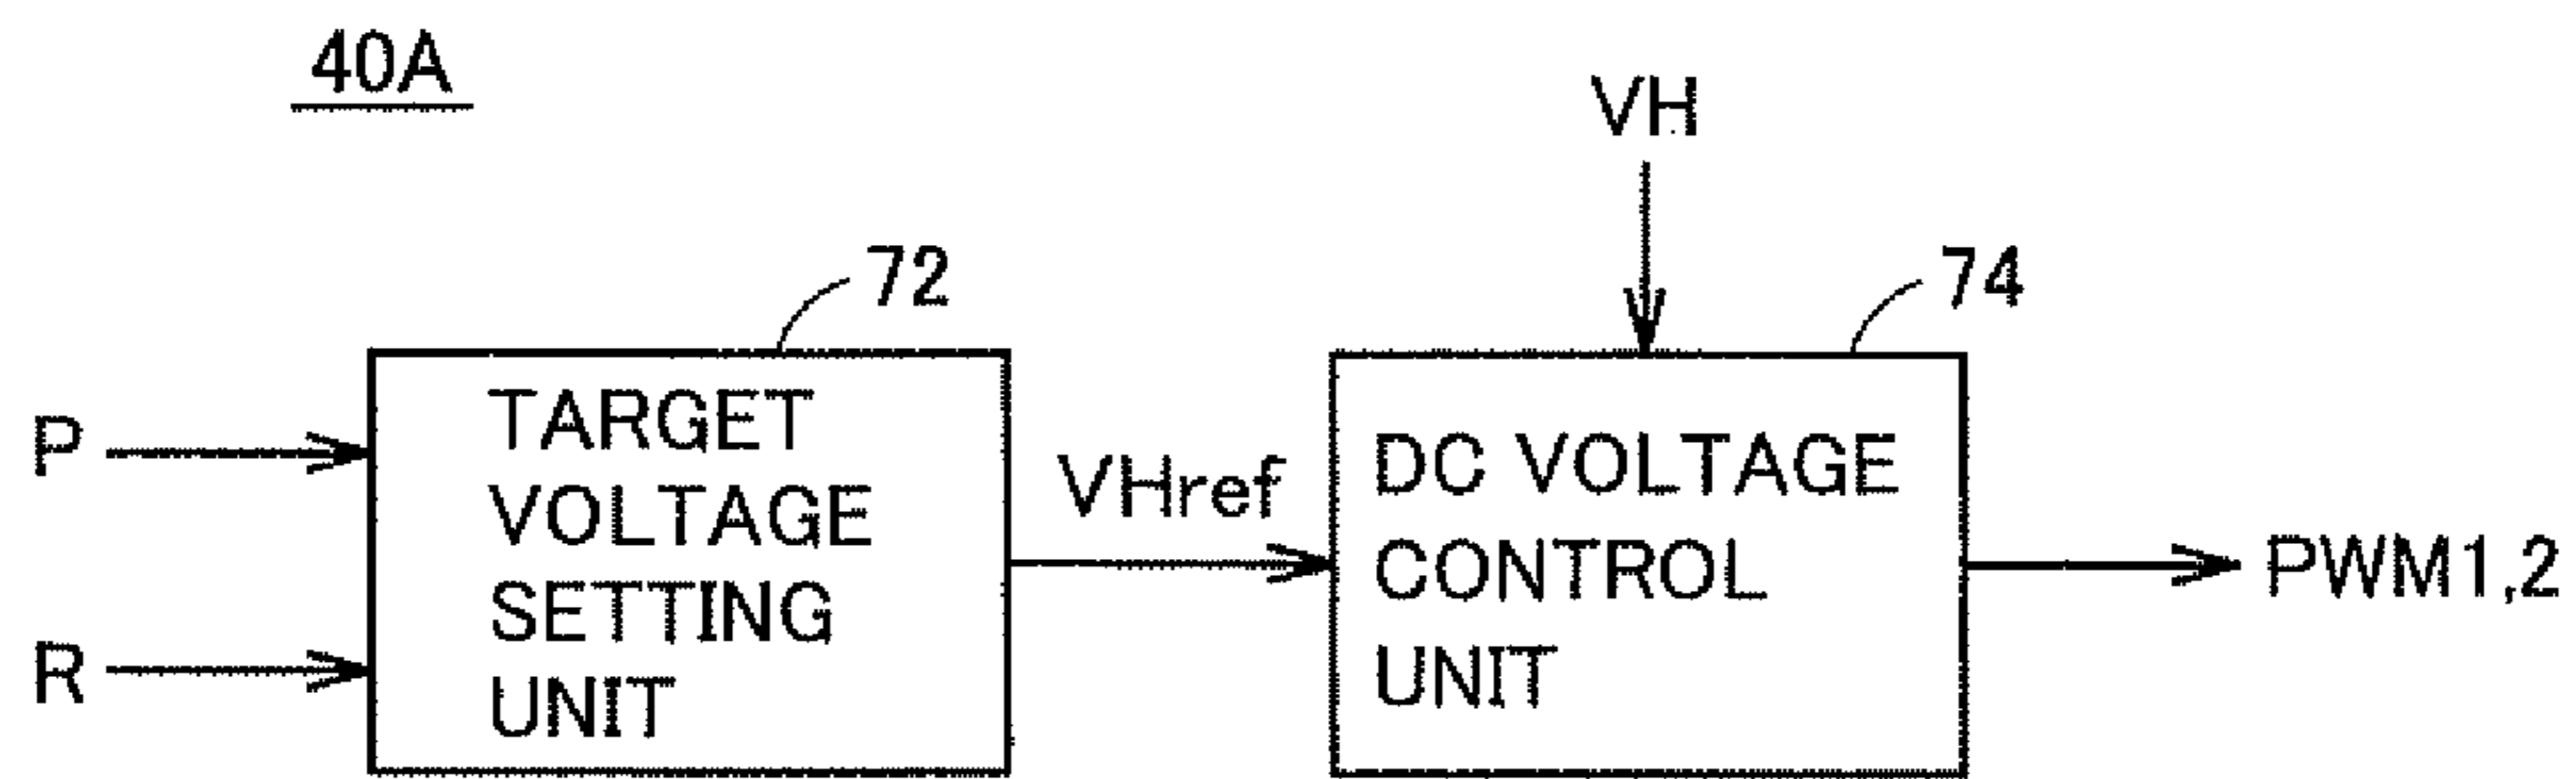 40A
VH
72
74
P
R
TARGET
VOLTAGE
SETTING
UNIT
VHref
DC VOLTAGE
CONTROL
UNIT
PWM1,2